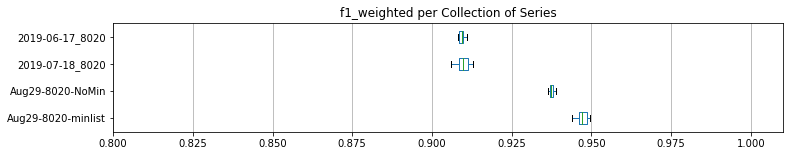 f1_weighted per Collection of Series
2019-06-17_8020
2019-07-18_8020
Aug29-8020-NoMin
Aug29-8020-minlist
0.800 0.825 0.850 0.875 0.900 0.925 0.950 0.975 1.000